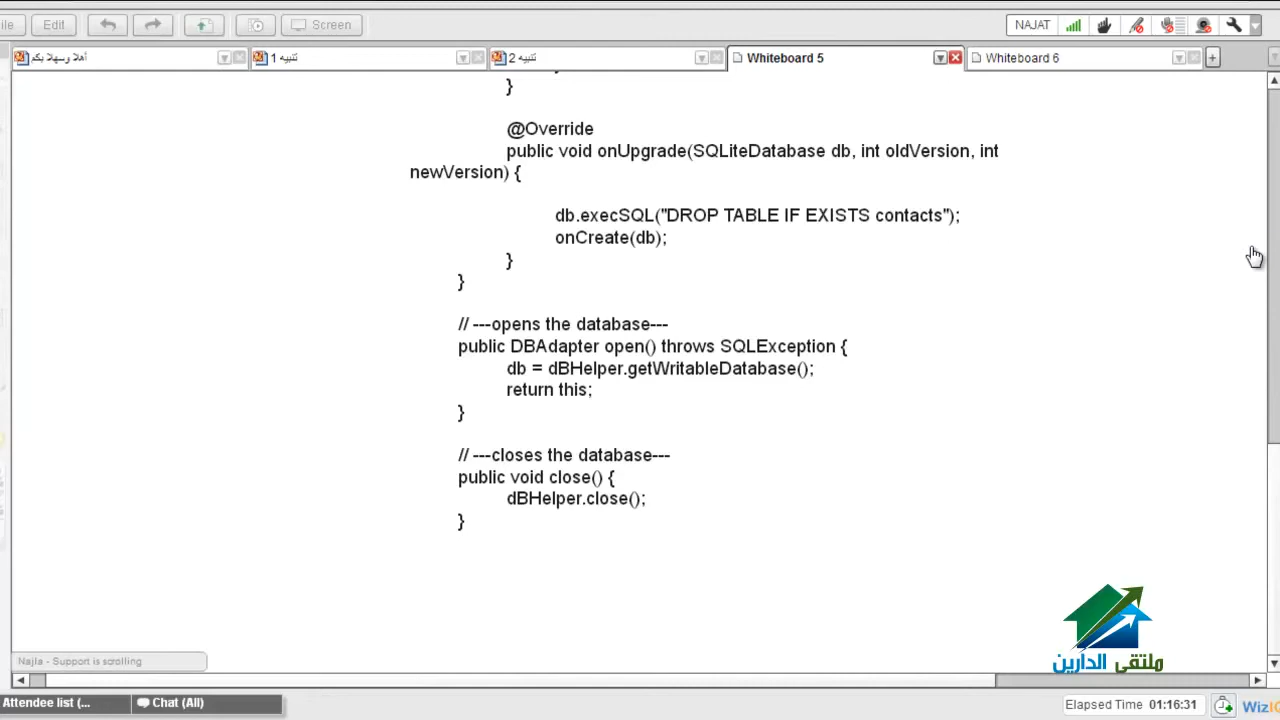 ile
Edit
Screen
NAJAT
أهلا وسهلا بكم
تنبيه 1
تنبيه 2
Whiteboard 5
Whiteboard 6
}
@Override
public void onUpgrade(SQLiteDatabase db, int oldVersion, int
newVersion) {
db.execSQL("DROP TABLE IF EXISTS contacts");
onCreate(db);
}
}
// ---opens the database---
public DBAdapter open() throws SQLException {
db = dBHelper.getWritableDatabase();
return this;
}
// ---closes the database---
public void close() {
dBHelper.close();
}
ملتقى الدارين
Najla - Support is scrolling
Attendee list (...
Chat (All)
Elapsed Time 01:16:31
WizI